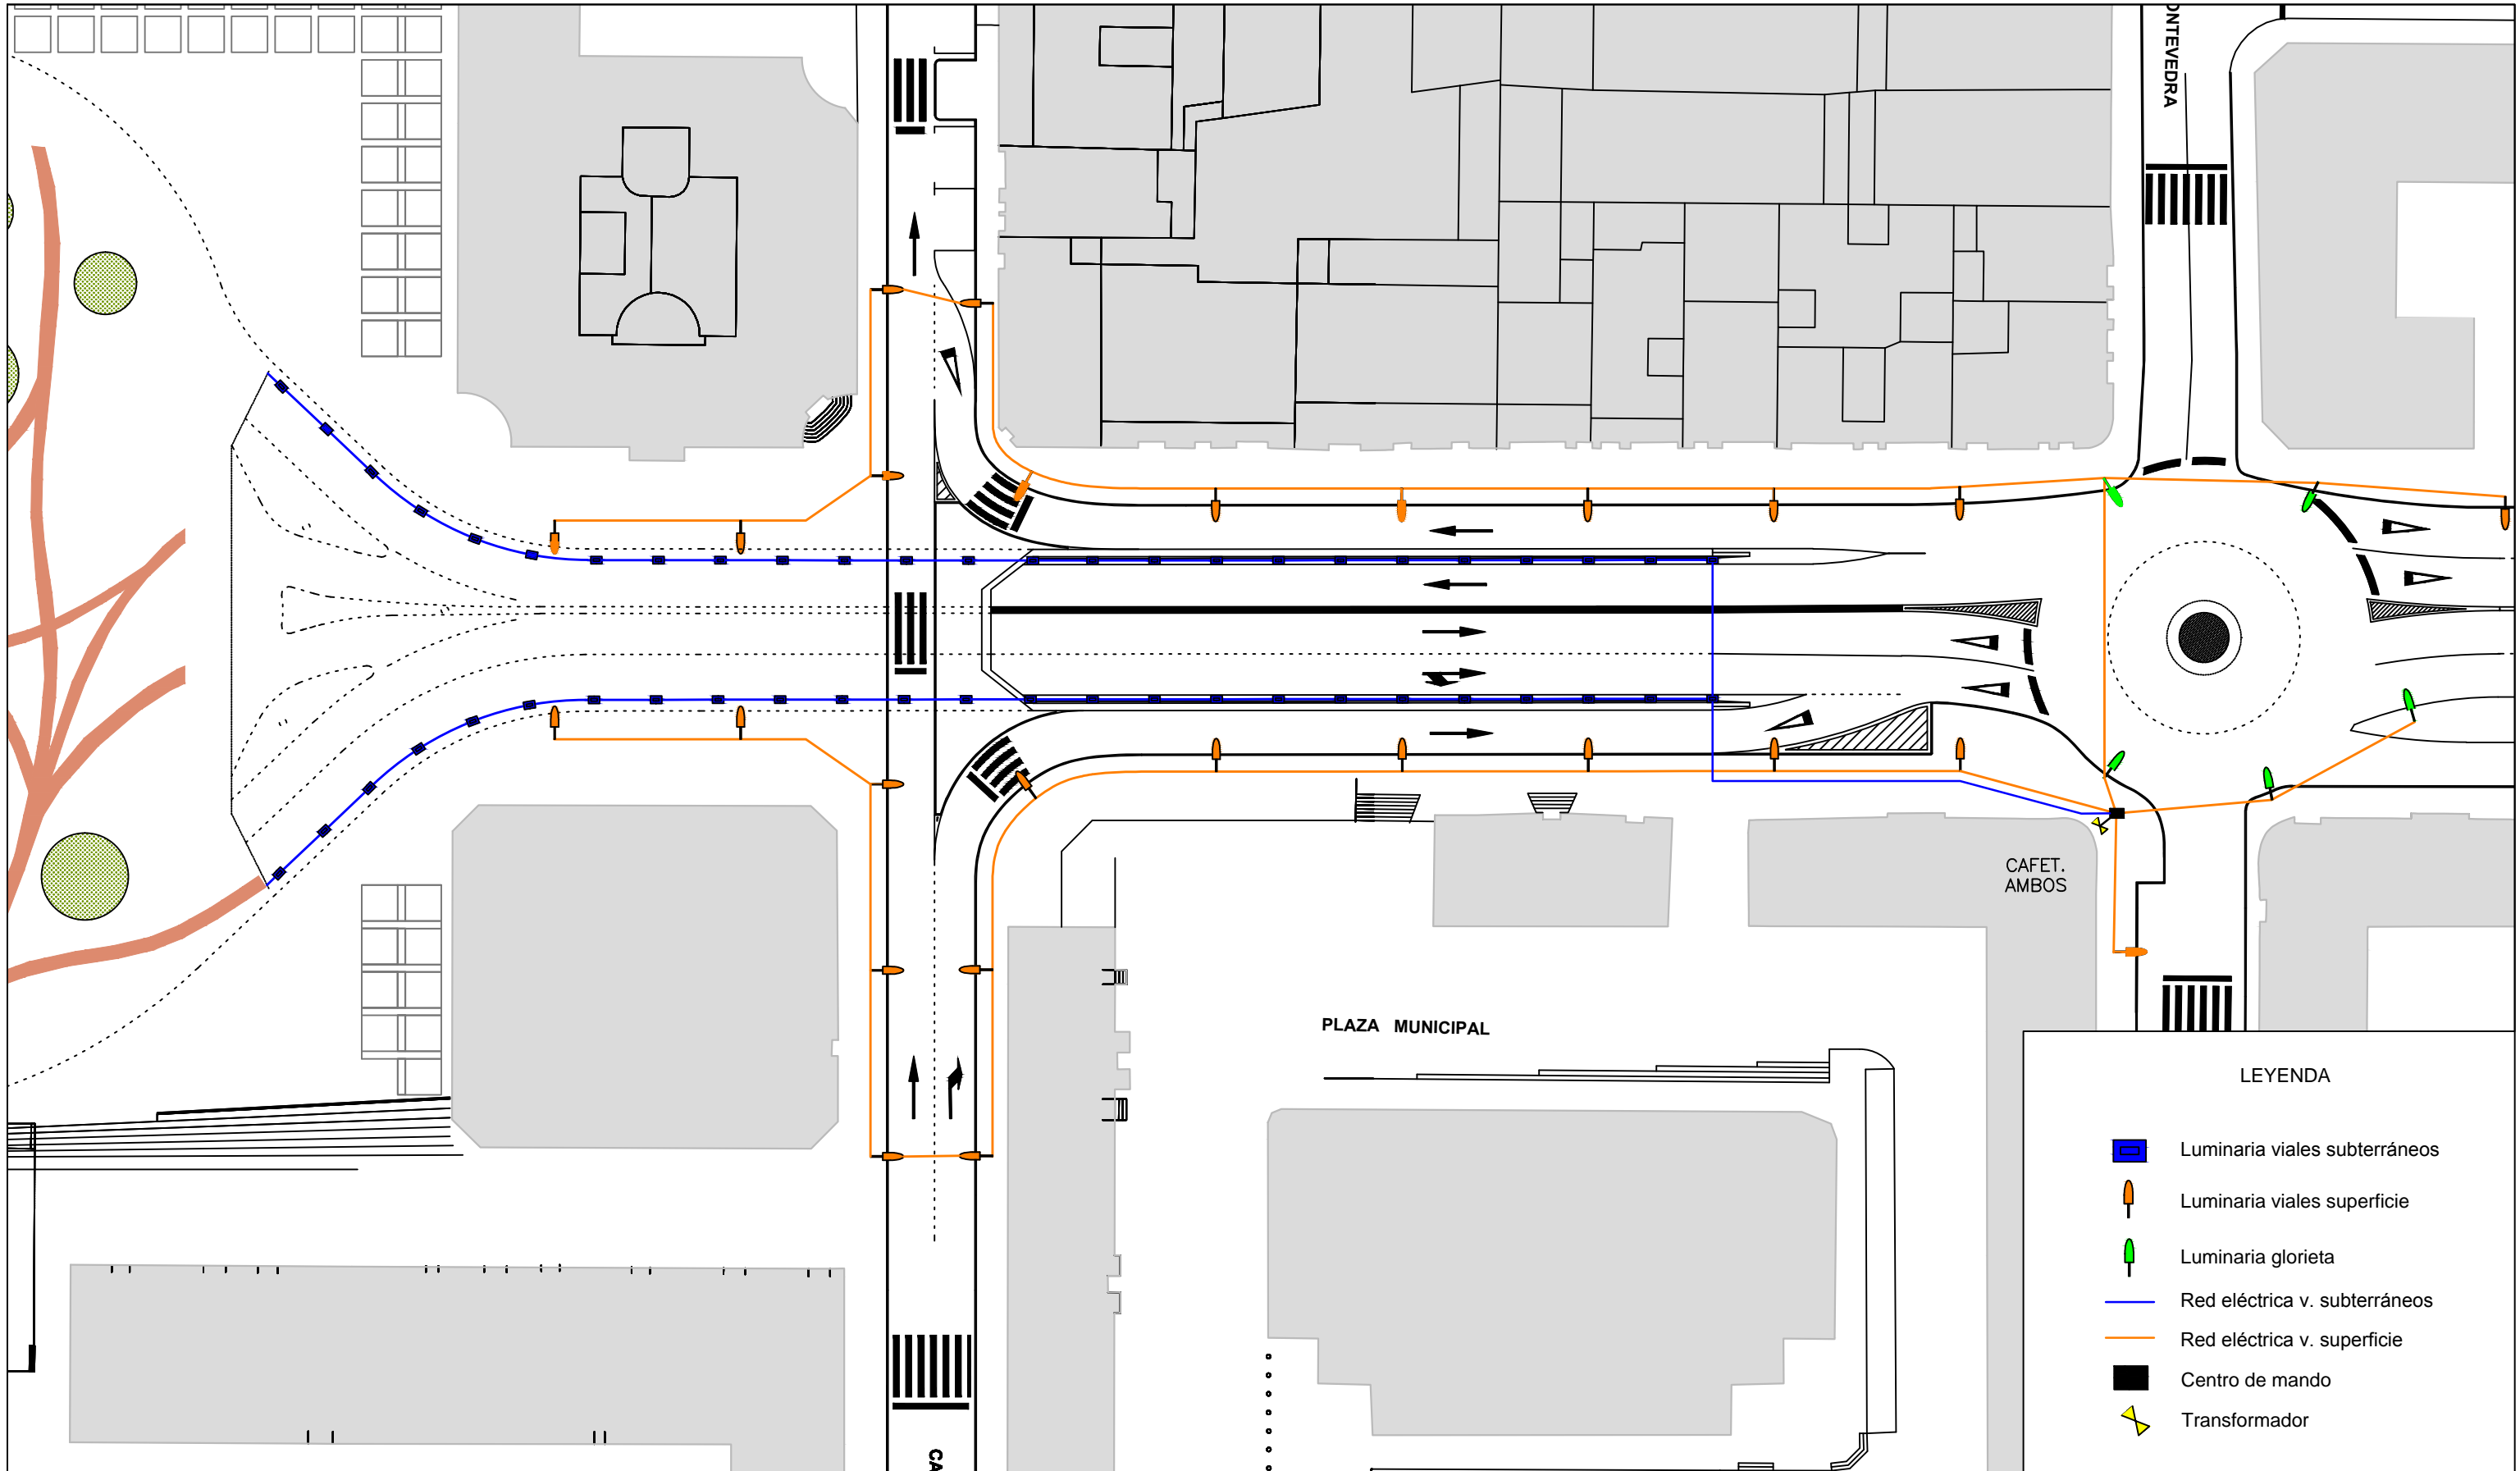 ONTEVEDRA
CAFET.
AMBOS
PLAZA MUNICIPAL
CA
LEYENDA
Luminaria viales subterráneos
Luminaria viales superficie
Luminaria glorieta
Red eléctrica v. subterráneos
Red eléctrica v. superficie
Centro de mando
Transformador